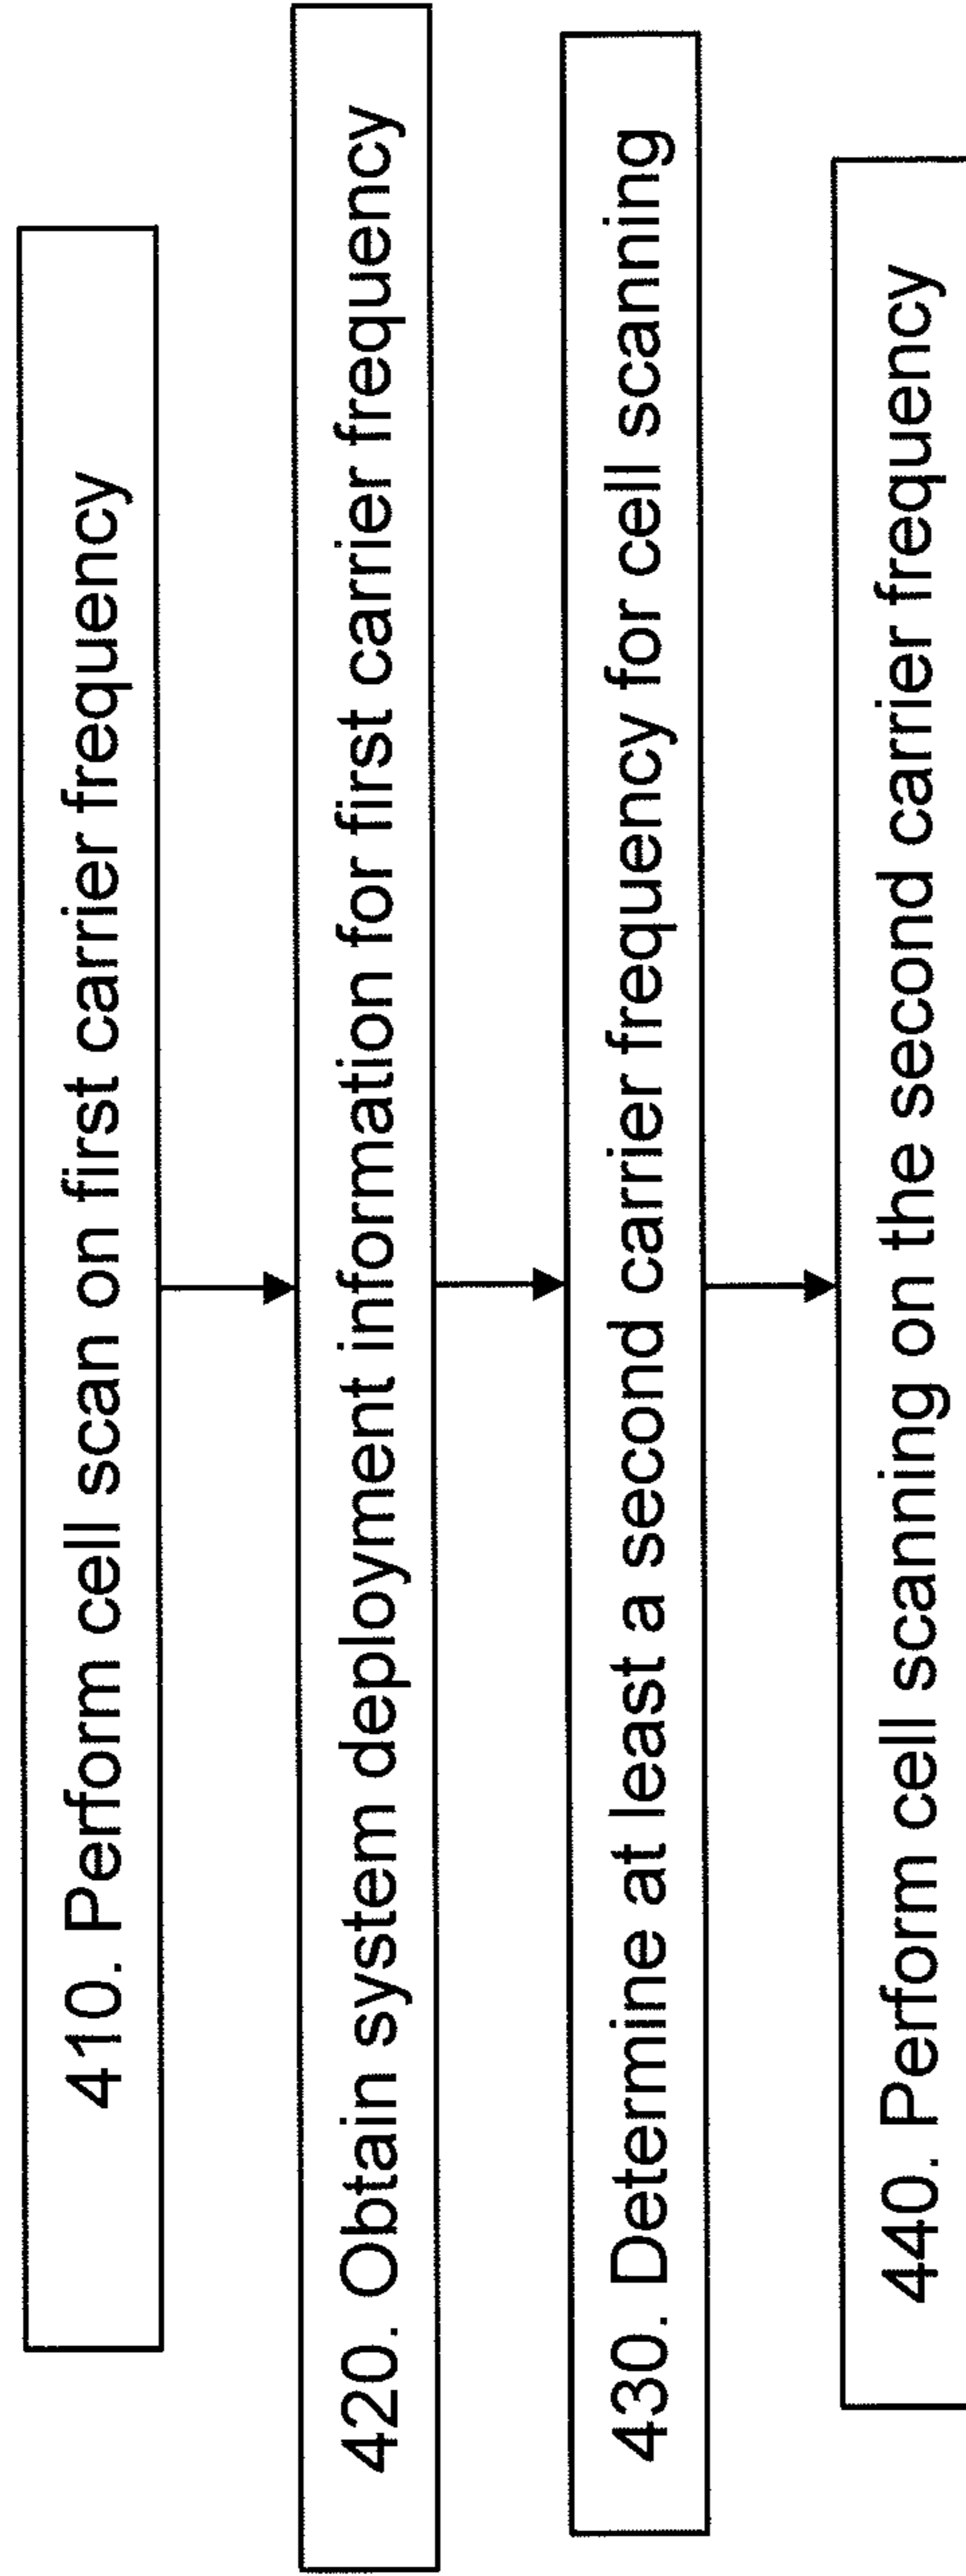 410. Perform cell scan on first carrier frequency
420. Obtain system deployment information for first carrier frequency
430. Determine at least a second carrier frequency for cell scanning
440. Perform cell scanning on the second carrier frequency